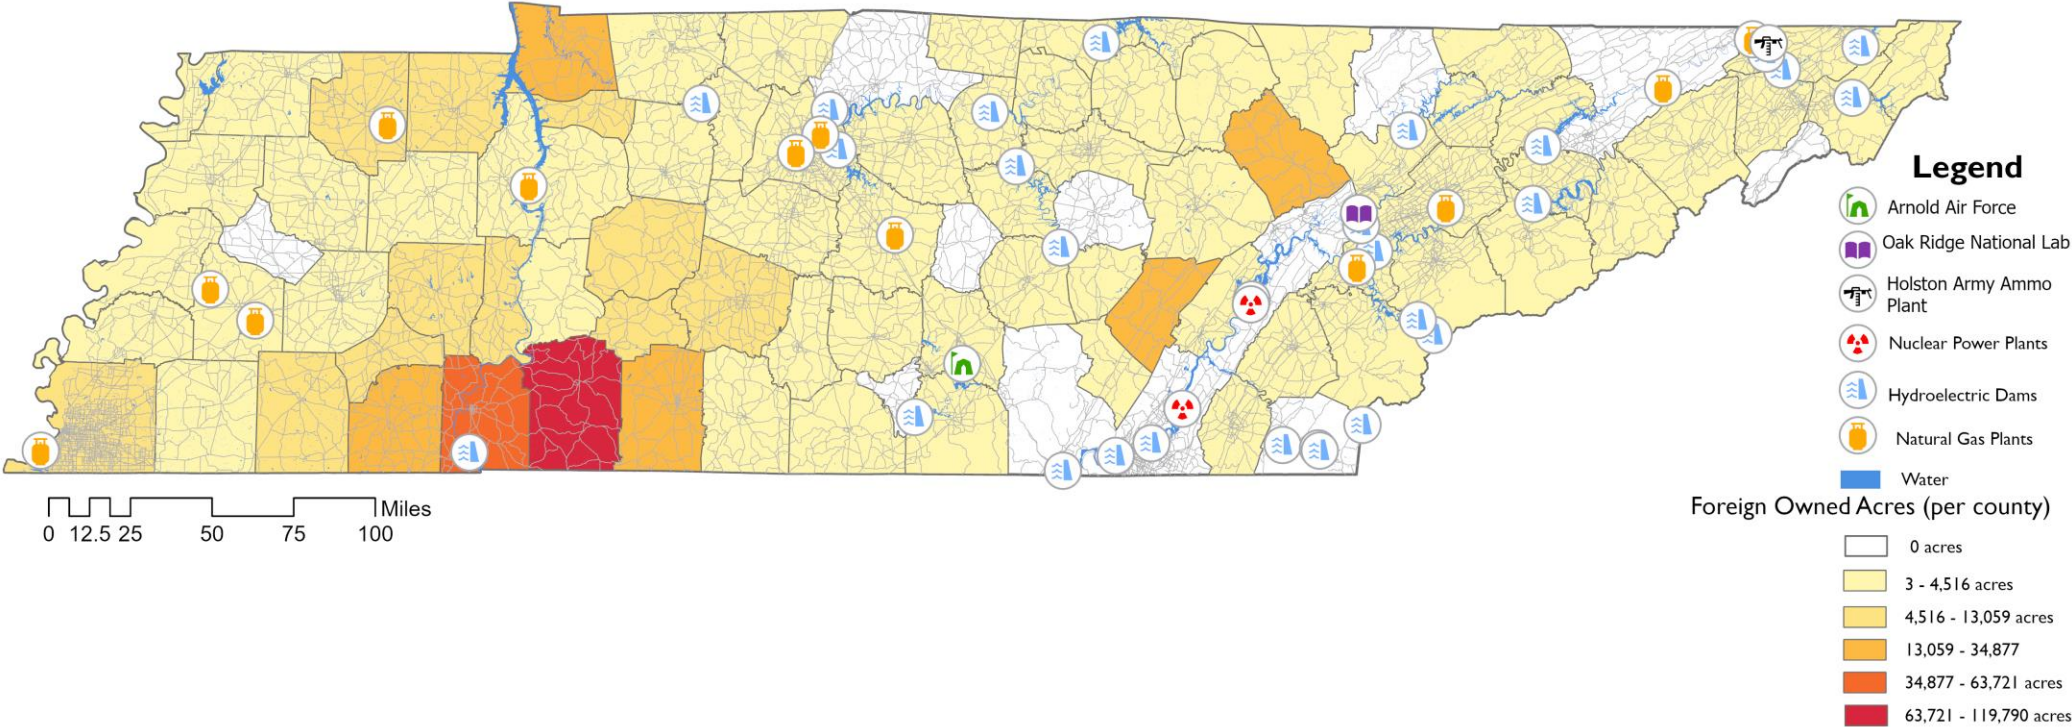 Legend
Arnold Air Force
Oak Ridge National Lab
Holston Army Ammo
Plant
Nuclear Power Plants
Hydroelectric Dams
Natural Gas Plants
Water
Foreign Owned Acres (per county)
0 acres
3 - 4,516 acres
4,516 - 13,059 acres
13,059 - 34,877
34,877 - 63,721 acres
63,721 - 119,790 acres
Miles
0 12.5 25 50 75 100